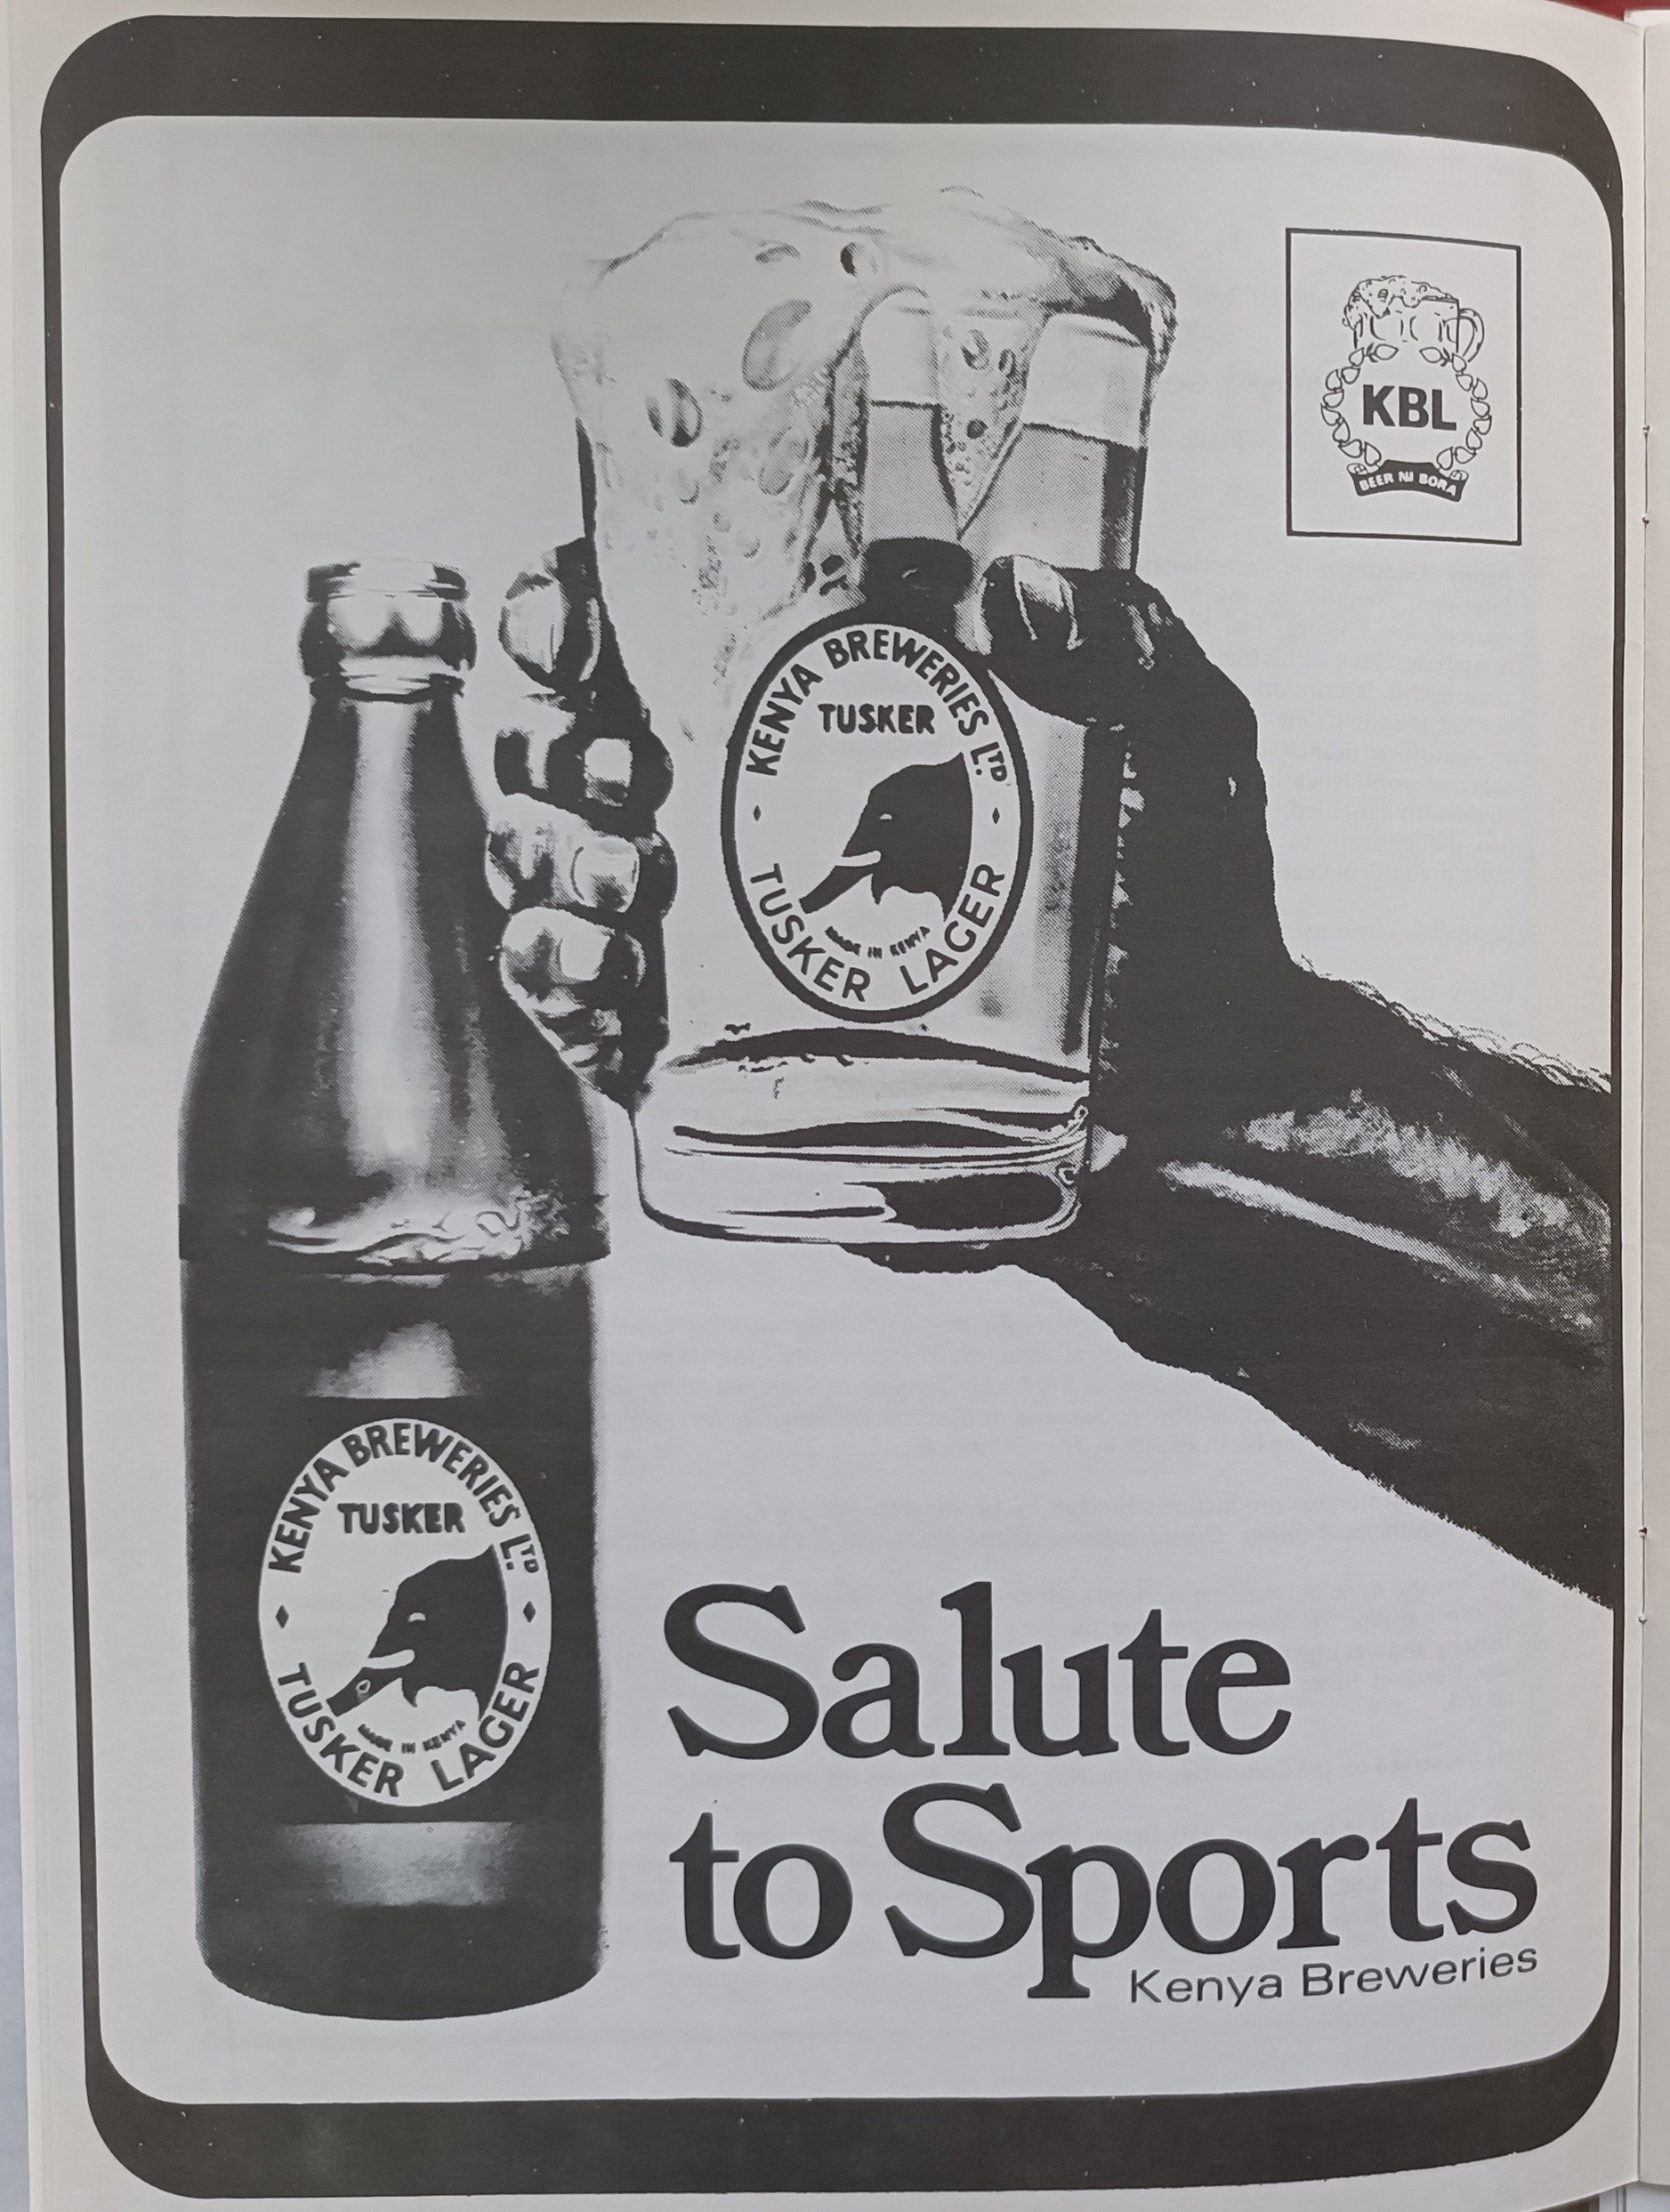 KBL
BEER NI BORA
KENYA BREWERIES LTD.
TUSKER
MADE IN KENYA
TUSKER LAGER
KENYA BREWERIES LTD.
TUSKER
MADE IN KENYA
TUSKER LAGER
Salute
to Sports
Kenya Breweries